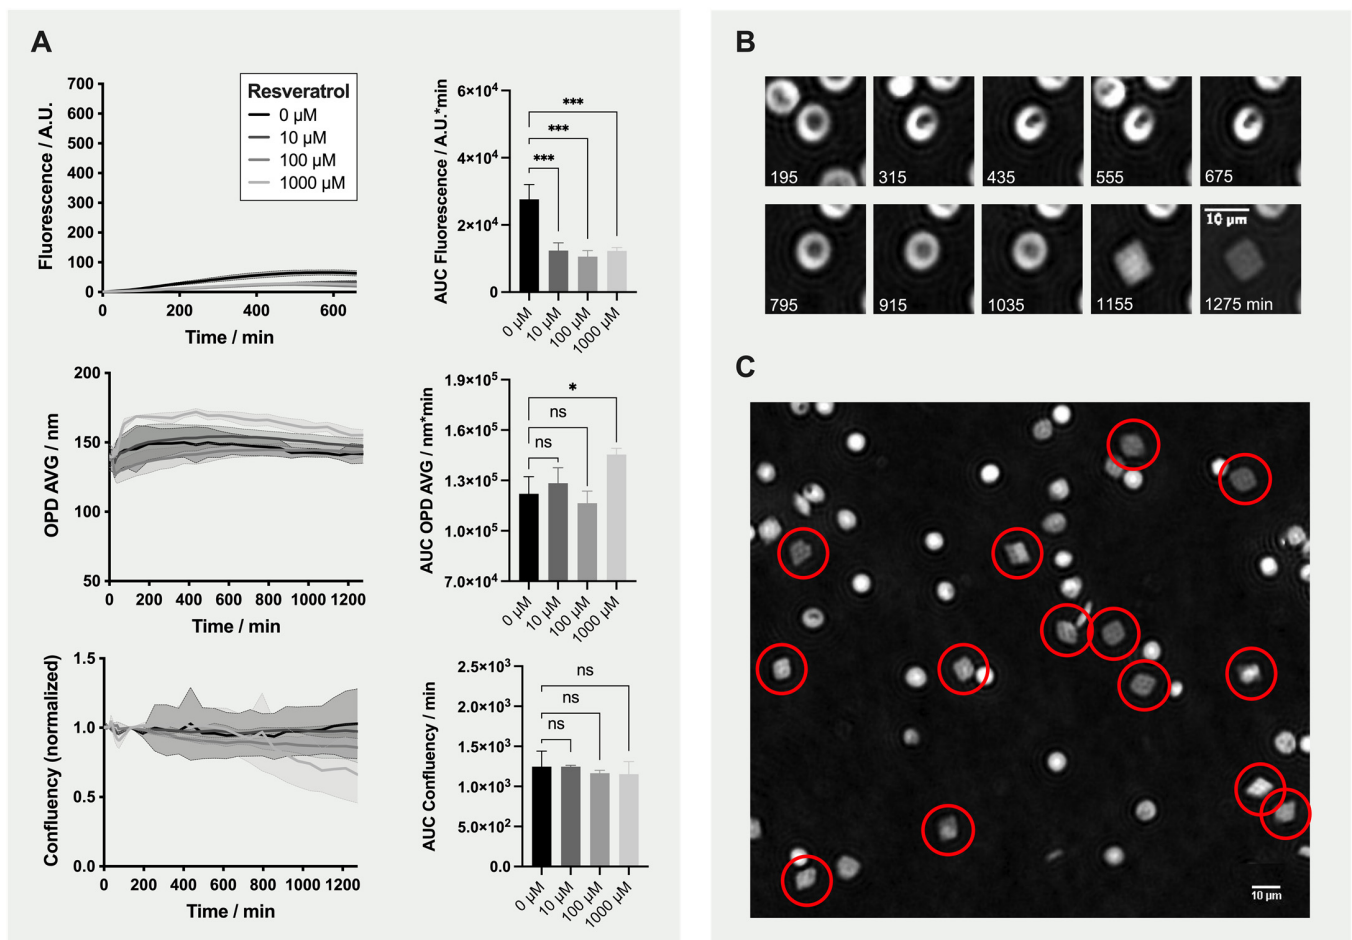 A
700
600
500
400
300
200
100
0
Fluorescence / A.U.
0 200 400 600
Time / min
Resveratrol
0 µM
10 µM
100 µM
1000 µM
6×10⁴
4×10⁴
2×10⁴
0
AUC Fluorescence / A.U.*min
***
***
***
0 µM
10 µM
100 µM
1000 µM
200
150
100
50
OPD AVG / nm
0 200 400 600 800 1000 1200
Time / min
1.9×10⁵
1.6×10⁵
1.3×10⁵
1.0×10⁵
7.0×10⁴
AUC OPD AVG / nm*min
*
ns
ns
0 µM
10 µM
100 µM
1000 µM
1.5
1.0
0.5
0.0
Confluency (normalized)
0 200 400 600 800 1000 1200
Time / min
2.5×10³
2.0×10³
1.5×10³
1.0×10³
5.0×10²
0.0
AUC Confluency / min
ns
ns
ns
0 µM
10 µM
100 µM
1000 µM
B
195 315 435 555 675
10 µm
795 915 1035 1155 1275 min
C
10 µm